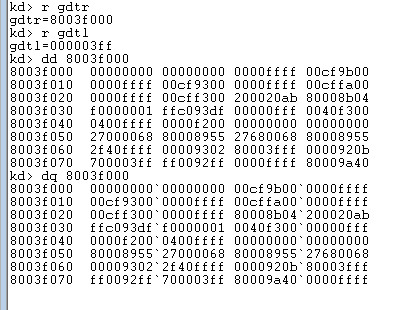 kd> r gdtr
gdtr=8003f000
kd> r gdtl
gdtl=000003ff
kd> dd 8003f000
8003f000  00000000 00000000 0000ffff 00cf9b00
8003f010  0000ffff 00cf9300 0000ffff 00cffa00
8003f020  0000ffff 00cff300 200020ab 80008b04
8003f030  f0000001 ffc093df 00000fff 0040f300
8003f040  0400ffff 0000f200 00000000 00000000
8003f050  27000068 80008955 27680068 80008955
8003f060  2f40ffff 00009302 80003fff 0000920b
8003f070  700003ff ff0092ff 0000ffff 80009a40
kd> dq 8003f000
8003f000  00000000`00000000 00cf9b00`0000ffff
8003f010  00cf9300`0000ffff 00cffa00`0000ffff
8003f020  00cff300`0000ffff 80008b04`200020ab
8003f030  ffc093df`f0000001 0040f300`00000fff
8003f040  0000f200`0400ffff 00000000`00000000
8003f050  80008955`27000068 80008955`27680068
8003f060  00009302`2f40ffff 0000920b`80003fff
8003f070  ff0092ff`700003ff 80009a40`0000ffff